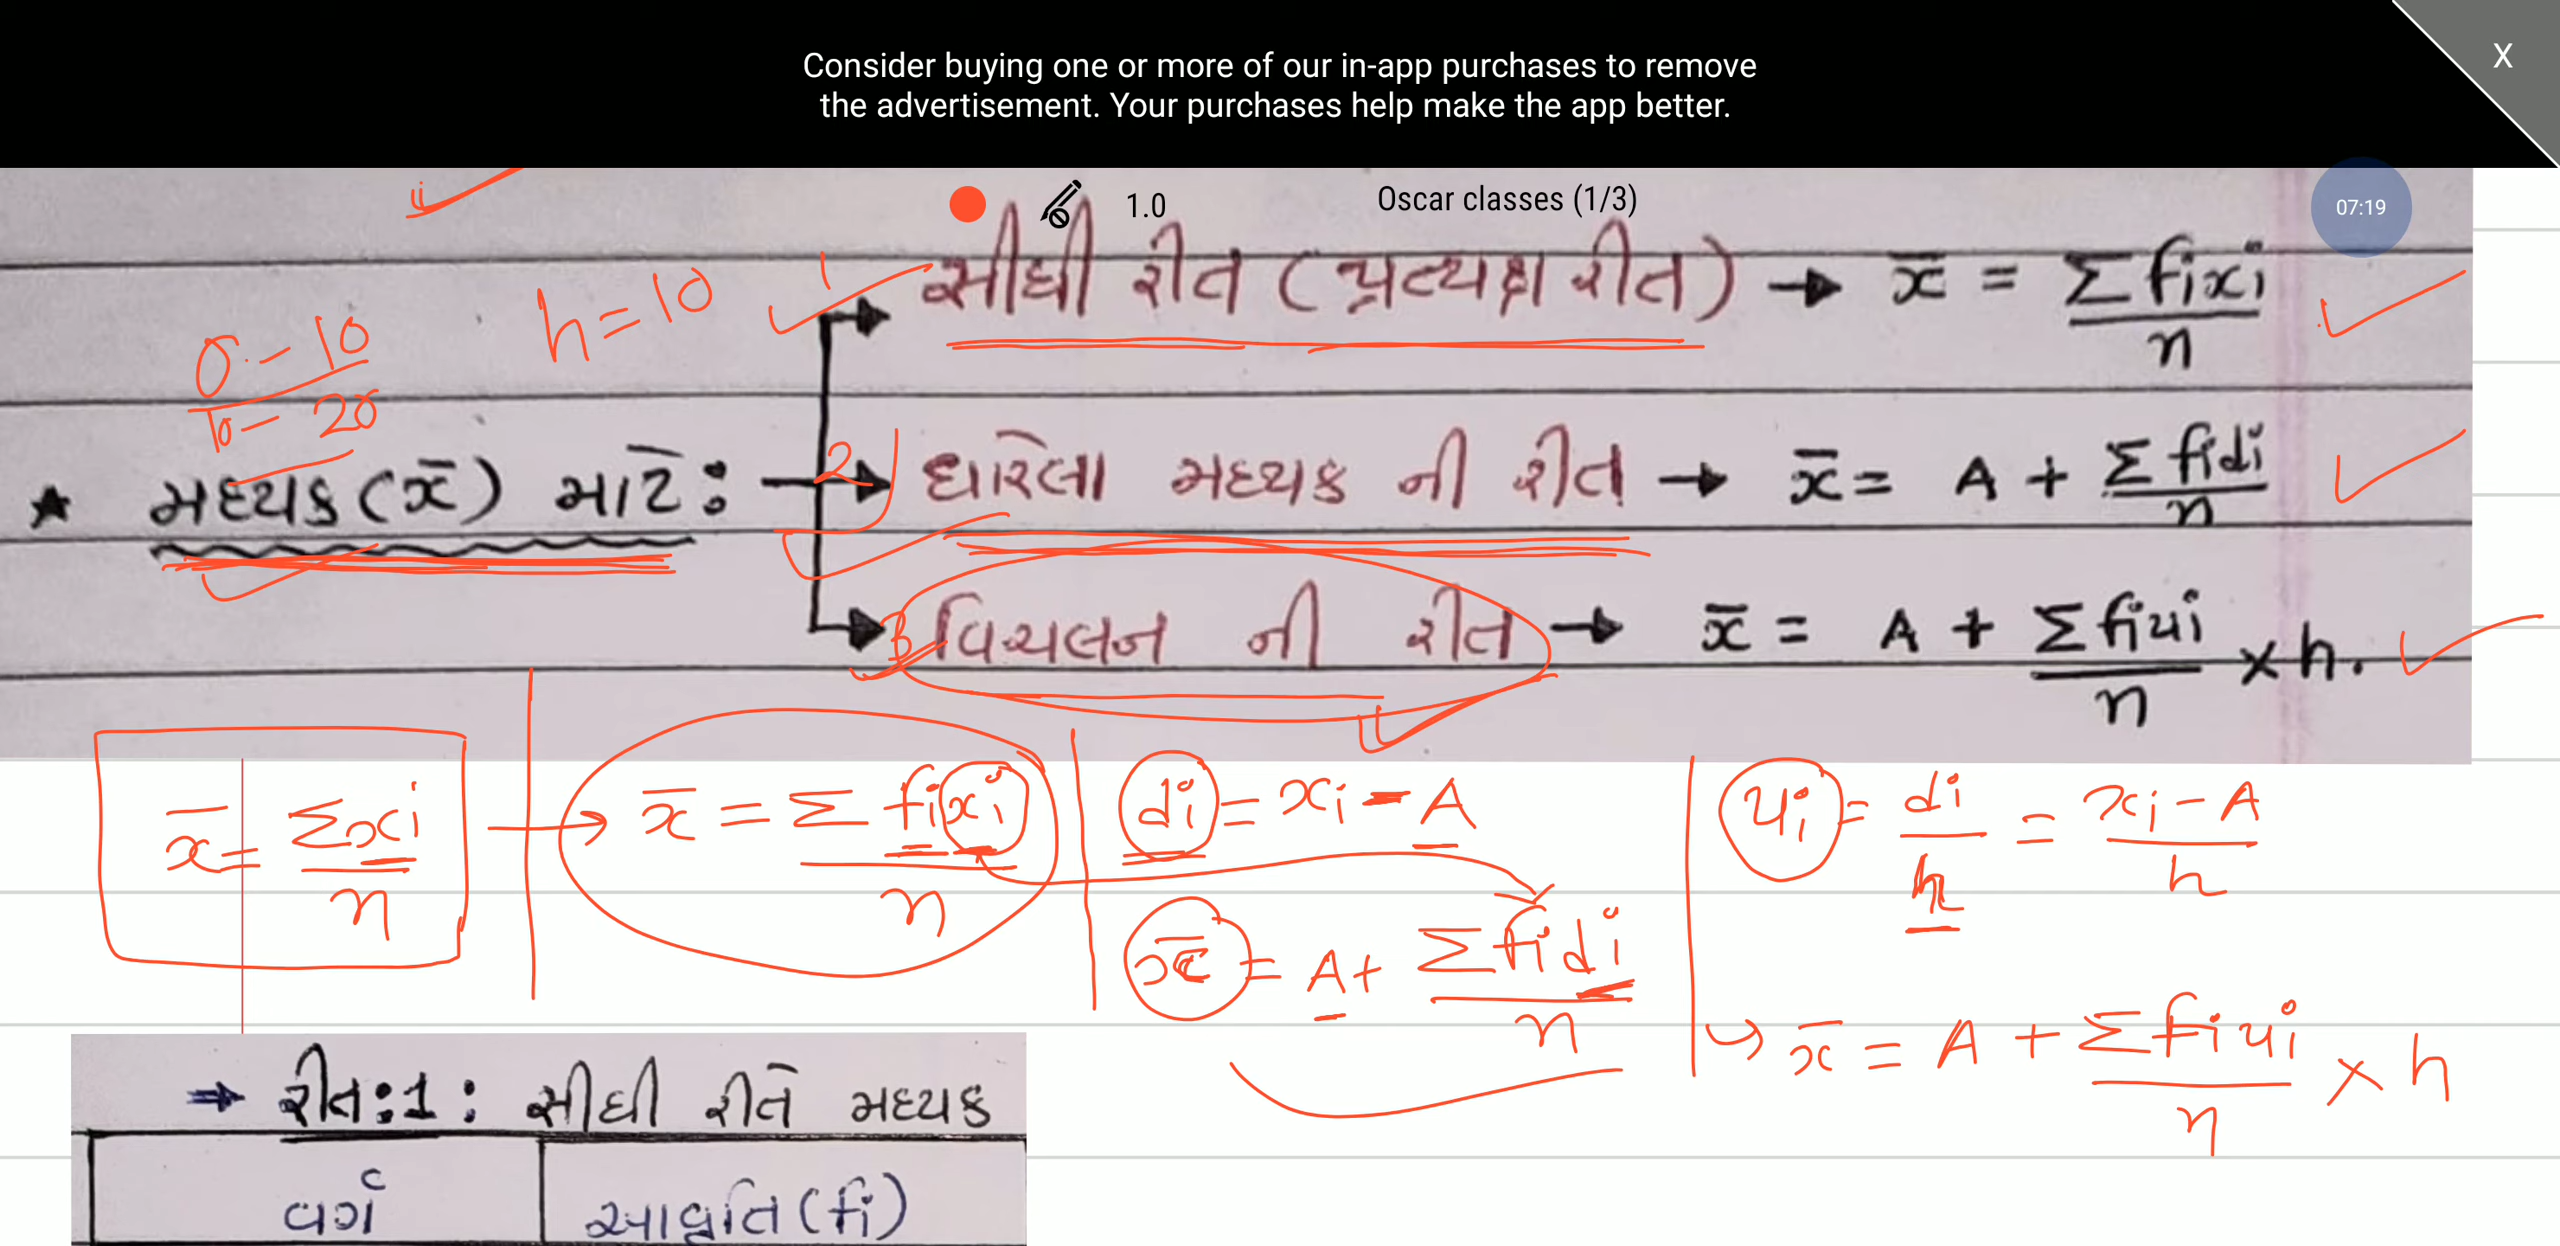 Consider buying one or more of our in-app purchases to remove
the advertisement. Your purchases help make the app better.
X
1.0
Oscar classes (1/3)
07:19
1 સીધી રીત (પ્રત્યક્ષ રીત) → x̄ = Σfixi / n
0 - 10
10 - 20
h = 10
★ મધ્યક (x̄) માટે :
2) ધારેલા મધ્યક ની રીત → x̄ = A + Σfidi / n
3 વિચલન ની રીત → x̄ = A + Σfiui / n × h.
x̄ = Σxi / n
→ x̄ = Σfixi / n
di = xi - A
x̄ = A + Σfidi / n
ui = di / h = xi - A / h
↪ x̄ = A + Σfiui / n × h
⇒ રીત:1: સીધી રીતે મધ્યક
વર્ગ
આવૃતિ (fi)